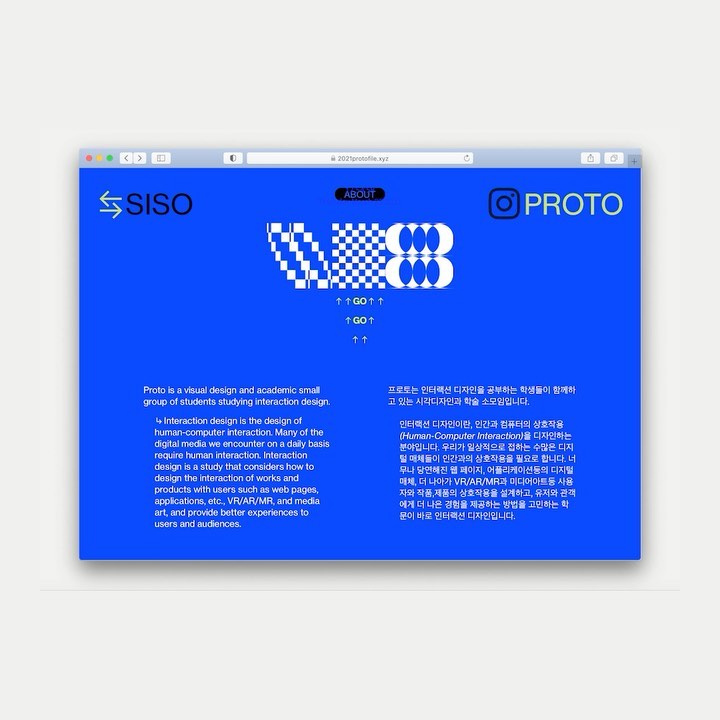 2021protofile.xyz
SISO
ABOUT
PROTO
↑ ↑ GO ↑ ↑
↑ GO ↑
↑ ↑
Proto is a visual design and academic small
group of students studying interaction design.
↳ Interaction design is the design of
human-computer interaction. Many of the
digital media we encounter on a daily basis
require human interaction. Interaction
design is a study that considers how to
design the interaction of works and
products with users such as web pages,
applications, etc., VR/AR/MR, and media
art, and provide better experiences to
users and audiences.
프로토는 인터랙션 디자인을 공부하는 학생들이 함께하
고 있는 시각디자인과 학술 소모임입니다.
인터랙션 디자인이란, 인간과 컴퓨터의 상호작용
(Human-Computer Interaction)을 디자인하는
분야입니다. 우리가 일상적으로 접하는 수많은 디지
털 매체들이 인간과의 상호작용을 필요로 합니다. 너
무나 당연해진 웹 페이지, 어플리케이션등의 디지털
매체, 더 나아가 VR/AR/MR과 미디어아트등 사용
자와 작품,제품의 상호작용을 설계하고, 유저와 관객
에게 더 나은 경험을 제공하는 방법을 고민하는 학
문이 바로 인터랙션 디자인입니다.